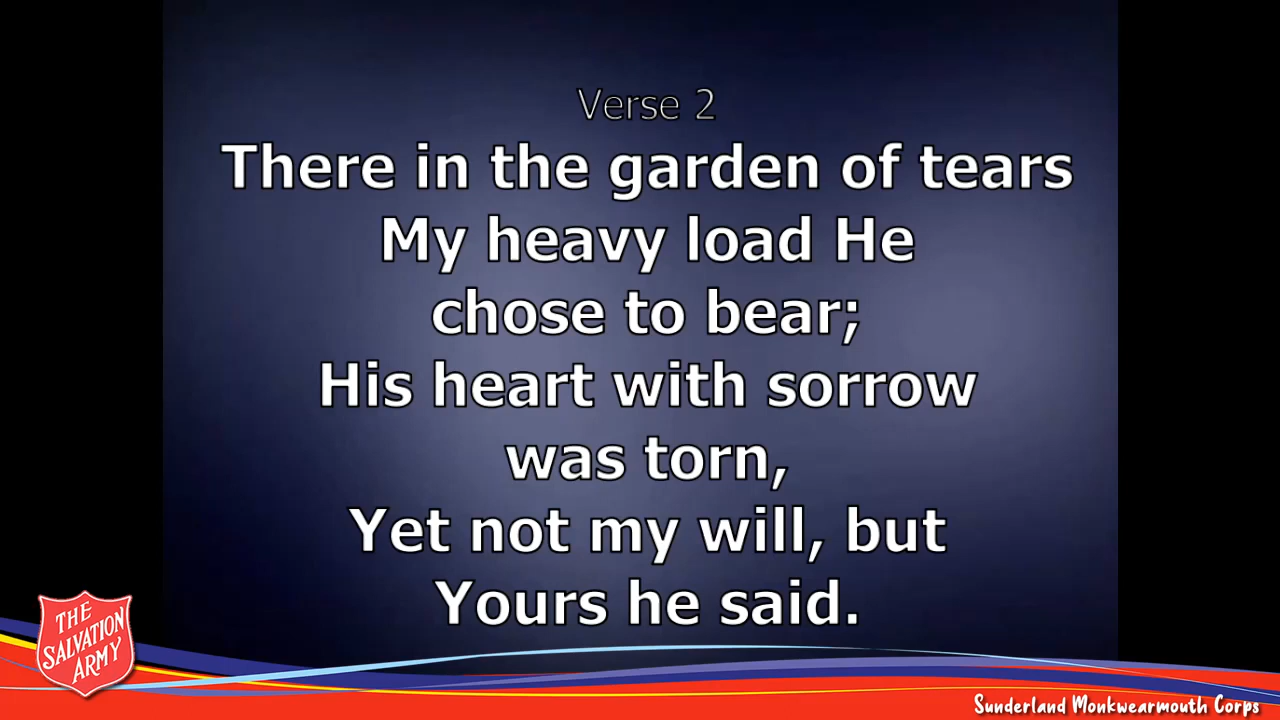 Verse 2
There in the garden of tears
My heavy load He
chose to bear;
His heart with sorrow
was torn,
Yet not my will, but
Yours he said.
THE
SALVATION
ARMY
Sunderland Monkwearmouth Corps